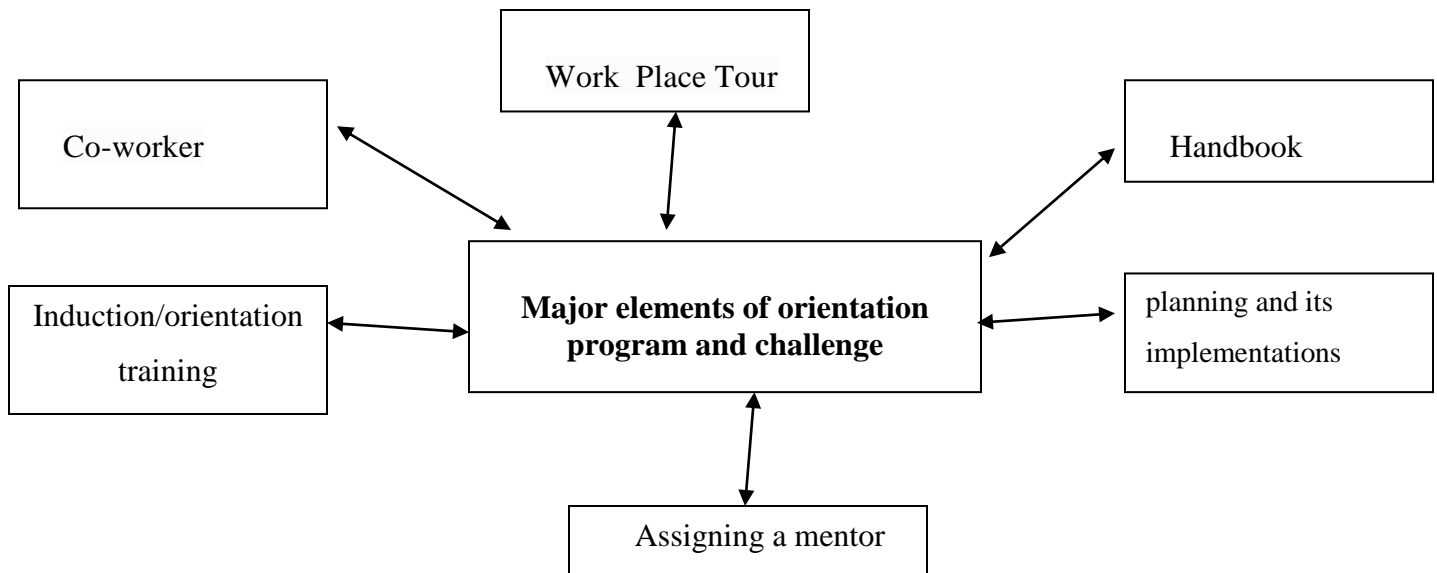 Work Place Tour
Co-worker
Handbook
Major elements of orientation
program and challenge
Induction/orientation
training
planning and its
implementations
Assigning a mentor